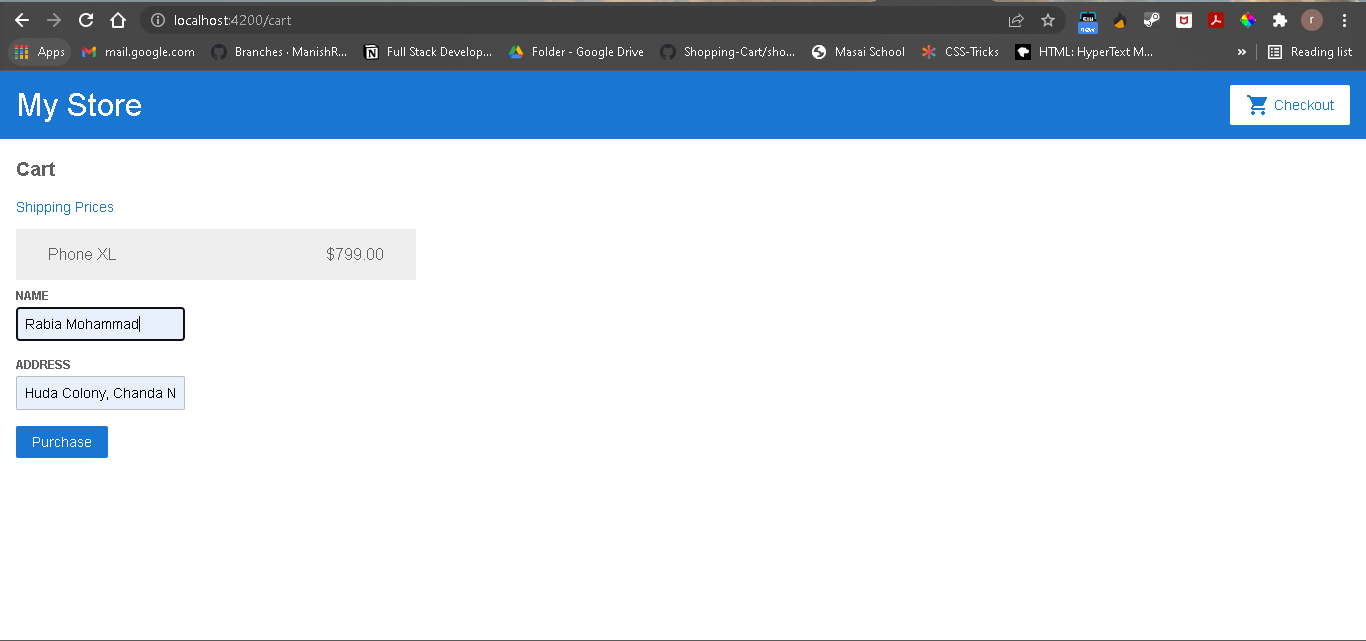 localhost:4200/cart
r
Apps mail.google.com Branches · ManishR... Full Stack Develop... Folder - Google Drive Shopping-Cart/sho... Masai School CSS-Tricks HTML: HyperText M... » Reading list
My Store
Checkout
Cart
Shipping Prices
Phone XL $799.00
NAME
Rabia Mohammad
ADDRESS
Huda Colony, Chanda N
Purchase